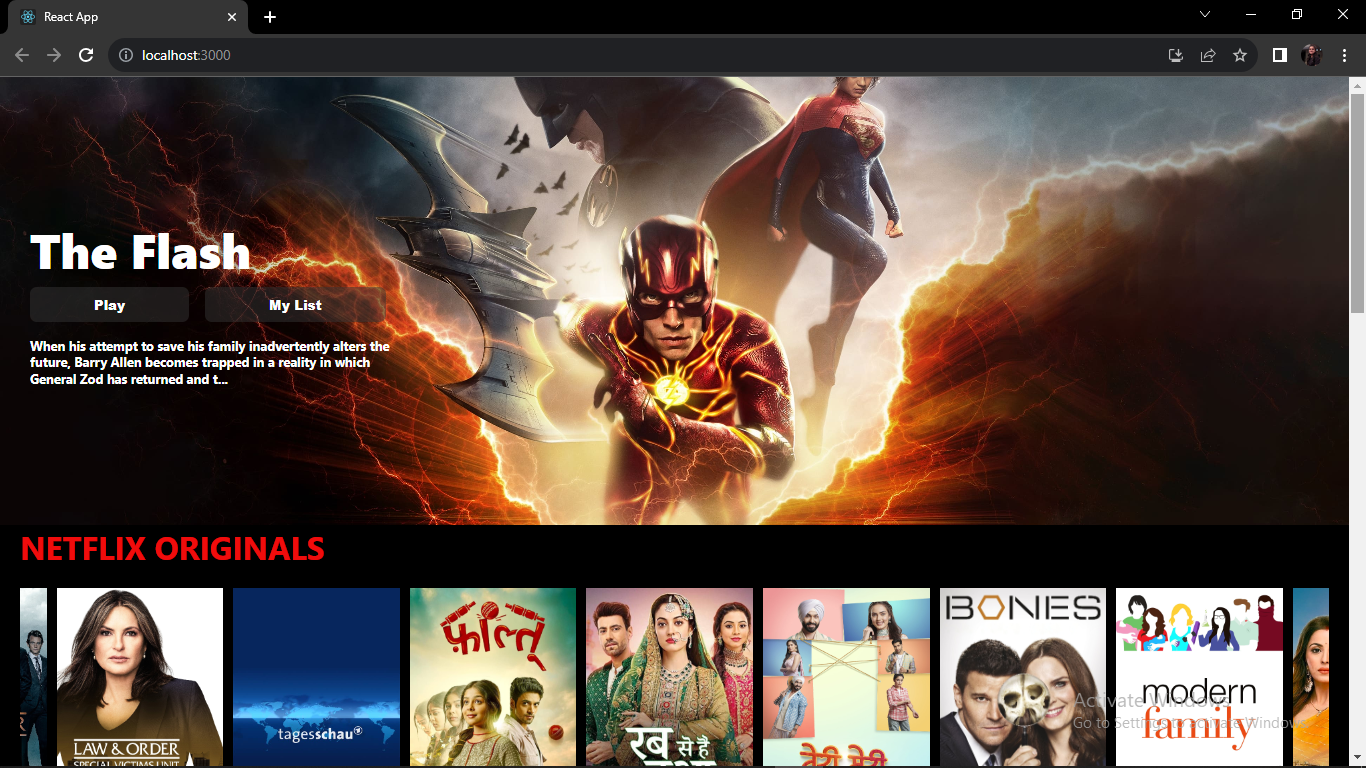 React App
localhost:3000
The Flash
Play
My List
When his attempt to save his family inadvertently alters the
future, Barry Allen becomes trapped in a reality in which
General Zod has returned and t...
NETFLIX ORIGINALS
LAW & ORDER
SPECIAL VICTIMS UNIT
tagesschau
फ़ालतू
रब से है
तेरी मेरी
BONES
modern
family
Activate Windows
Go to Settings to activate Windows.